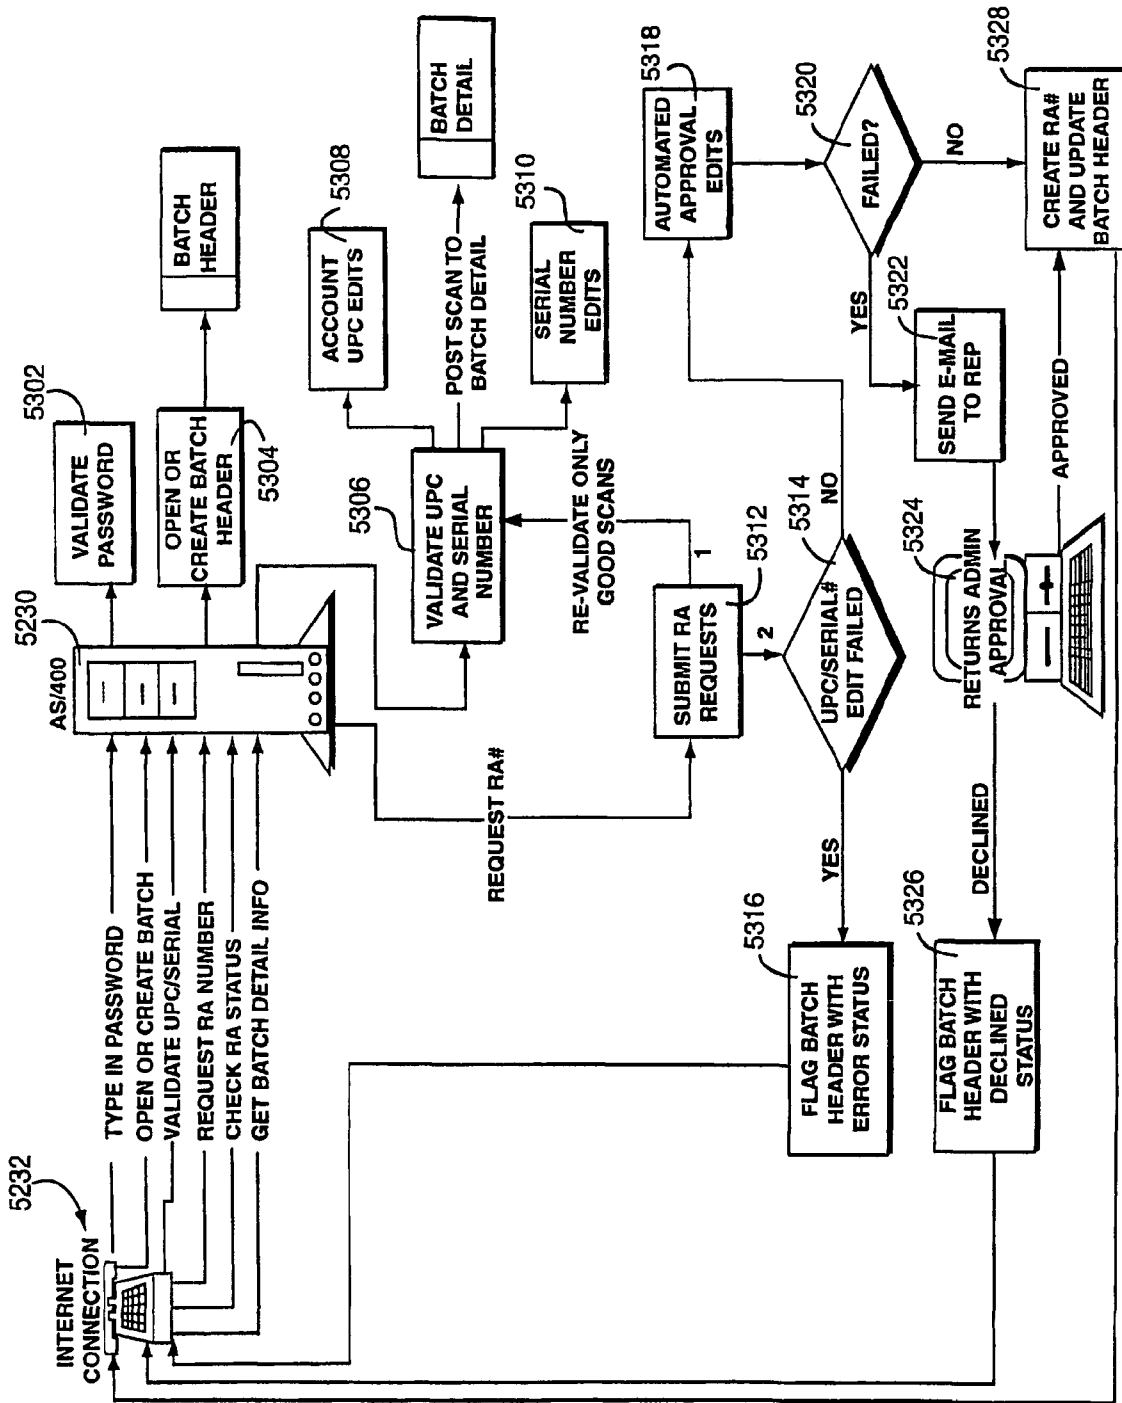 5232
INTERNET
CONNECTION
TYPE IN PASSWORD
OPEN OR CREATE BATCH
VALIDATE UPC/SERIAL
REQUEST RA NUMBER
CHECK RA STATUS
GET BATCH DETAIL INFO
5230
AS/400
5302
VALIDATE
PASSWORD
OPEN OR
CREATE BATCH
HEADER
5304
BATCH
HEADER
5306
VALIDATE UPC
AND SERIAL
NUMBER
5308
ACCOUNT
UPC EDITS
POST SCAN TO
BATCH DETAIL
BATCH
DETAIL
5310
SERIAL
NUMBER
EDITS
RE-VALIDATE ONLY
GOOD SCANS
REQUEST RA#
1
SUBMIT RA
REQUESTS
5312
2
UPC/SERIAL#
EDIT FAILED
5314
YES
NO
5316
FLAG BATCH
HEADER WITH
ERROR STATUS
5318
AUTOMATED
APPROVAL
EDITS
5320
FAILED?
YES
NO
5322
SEND E-MAIL
TO REP
5324
RETURNS ADMIN
APPROVAL
DECLINED
APPROVED
5326
FLAG BATCH
HEADER WITH
DECLINED
STATUS
5328
CREATE RA#
AND UPDATE
BATCH HEADER